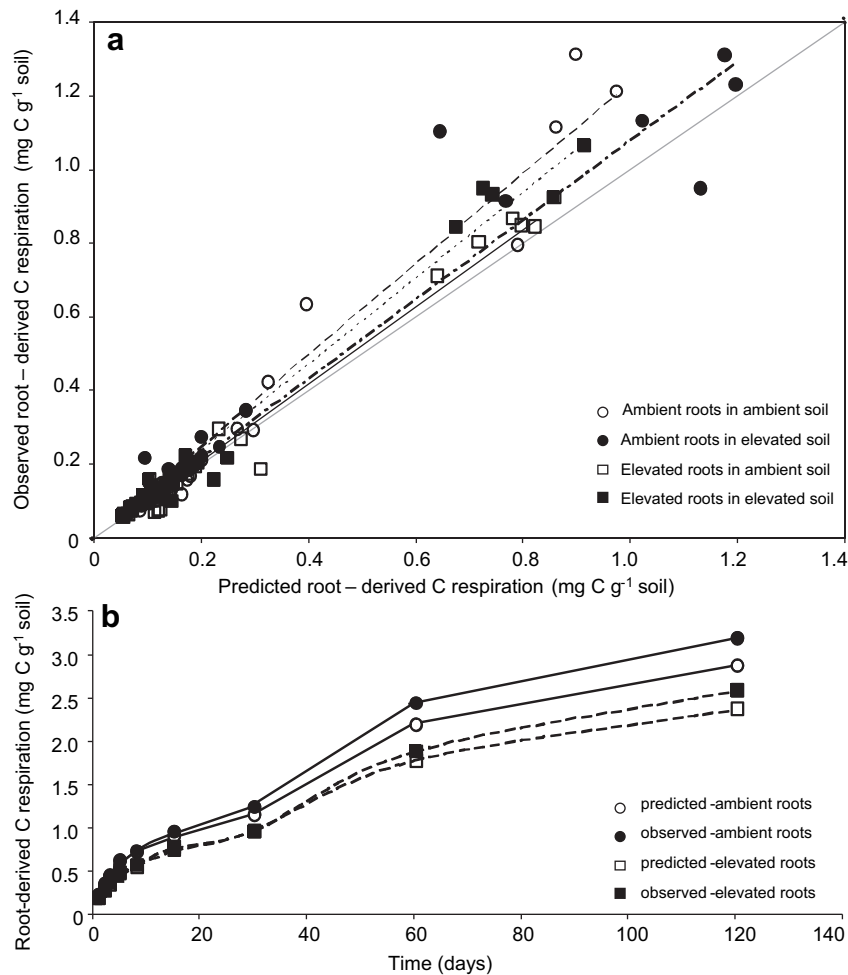 a
Observed root – derived C respiration (mg C g⁻¹ soil)
1.4
1.2
1.0
0.8
0.6
0.4
0.2
0
Ambient roots in ambient soil
Ambient roots in elevated soil
Elevated roots in ambient soil
Elevated roots in elevated soil
0 0.2 0.4 0.6 0.8 1.0 1.2 1.4
Predicted root – derived C respiration (mg C g⁻¹ soil)
b
Root-derived C respiration (mg C g⁻¹ soil)
3.5
3.0
2.5
2.0
1.5
1.0
0.5
0
predicted -ambient roots
observed -ambient roots
predicted -elevated roots
observed -elevated roots
0 20 40 60 80 100 120 140
Time (days)